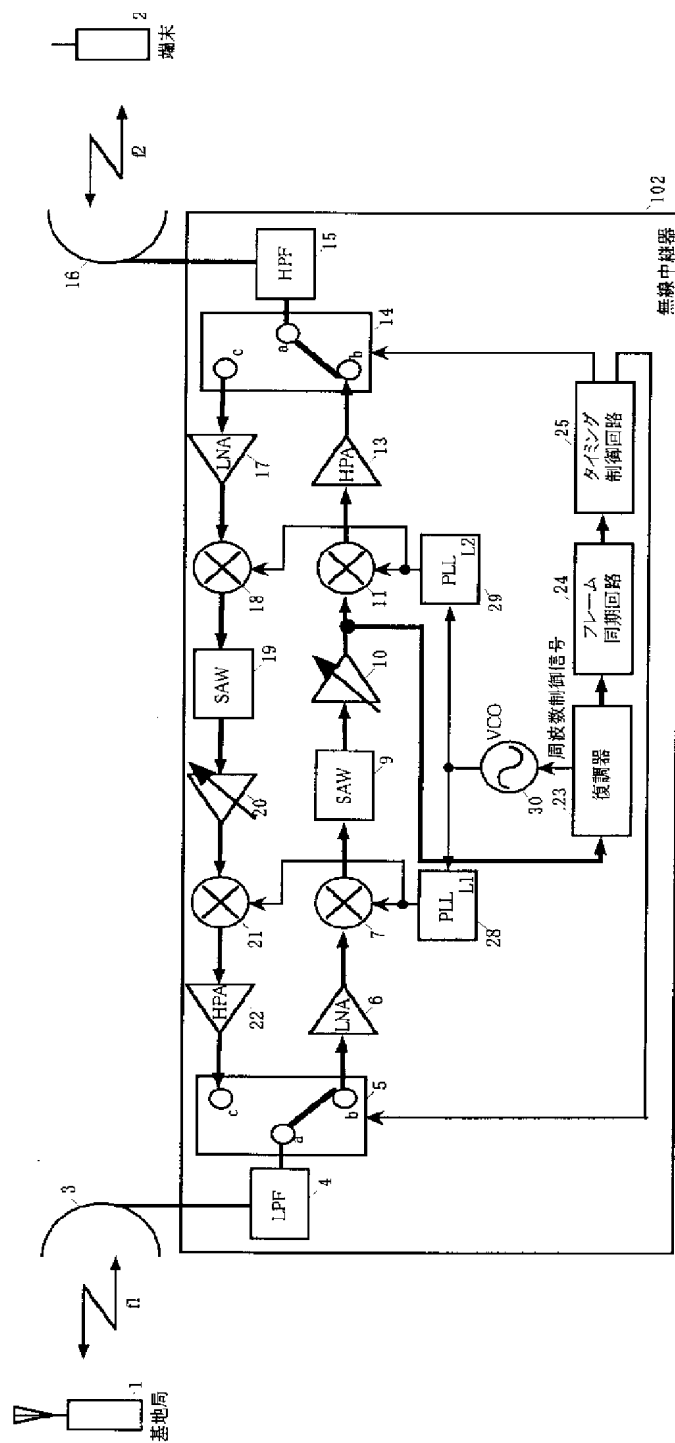 1
基地局
f1
3
LPF
4
a
b
c
5
LNA
6
HPA
22
7
21
PLL
L1
28
SAW
9
20
10
SAW
19
VCO
30
周波数制御信号
23
復調器
フレーム
同期回路
24
タイミング
制御回路
25
PLL
L2
29
11
18
HPA
13
LNA
17
a
b
c
14
HPF
15
16
102
無線中継器
f2
2
端末